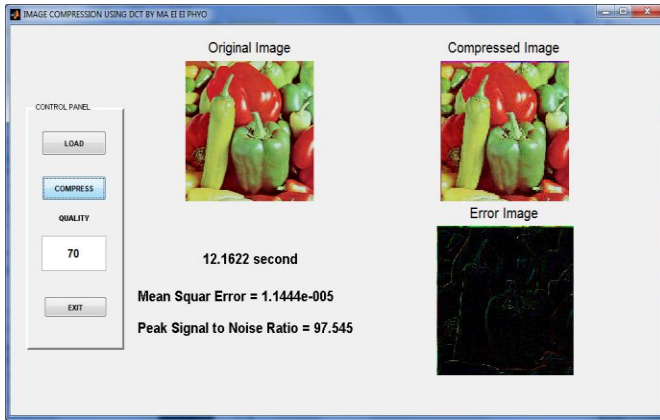 IMAGE COMPRESSION USING DCT BY MA EI EI PHYO
Original Image
Compressed Image
CONTROL PANEL
LOAD
COMPRESS
QUALITY
70
EXIT
Error Image
12.1622 second
Mean Squar Error = 1.1444e-005
Peak Signal to Noise Ratio = 97.545